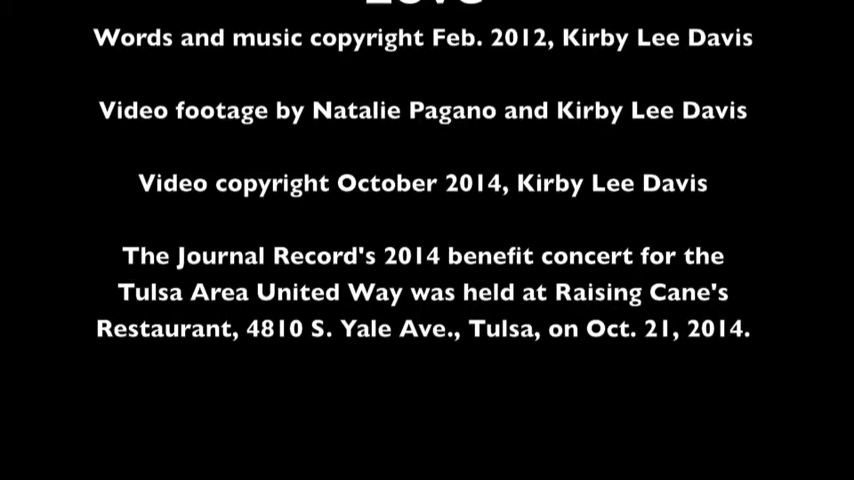 Words and music copyright Feb. 2012, Kirby Lee Davis
Video footage by Natalie Pagano and Kirby Lee Davis
Video copyright October 2014, Kirby Lee Davis
The Journal Record's 2014 benefit concert for the
Tulsa Area United Way was held at Raising Cane's
Restaurant, 4810 S. Yale Ave., Tulsa, on Oct. 21, 2014.